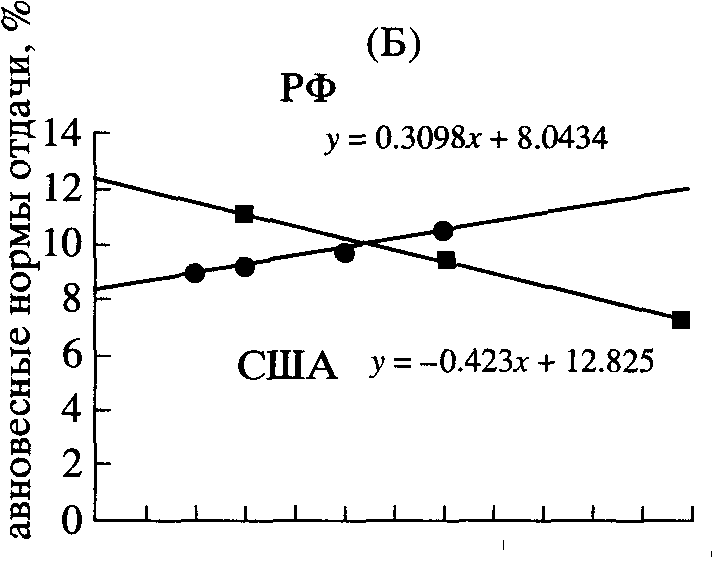 (Б)
РФ
y = 0.3098x + 8.0434
авновесные нормы отдачи, %
14
12
10
8
6
4
2
0
США y = −0.423x + 12.825